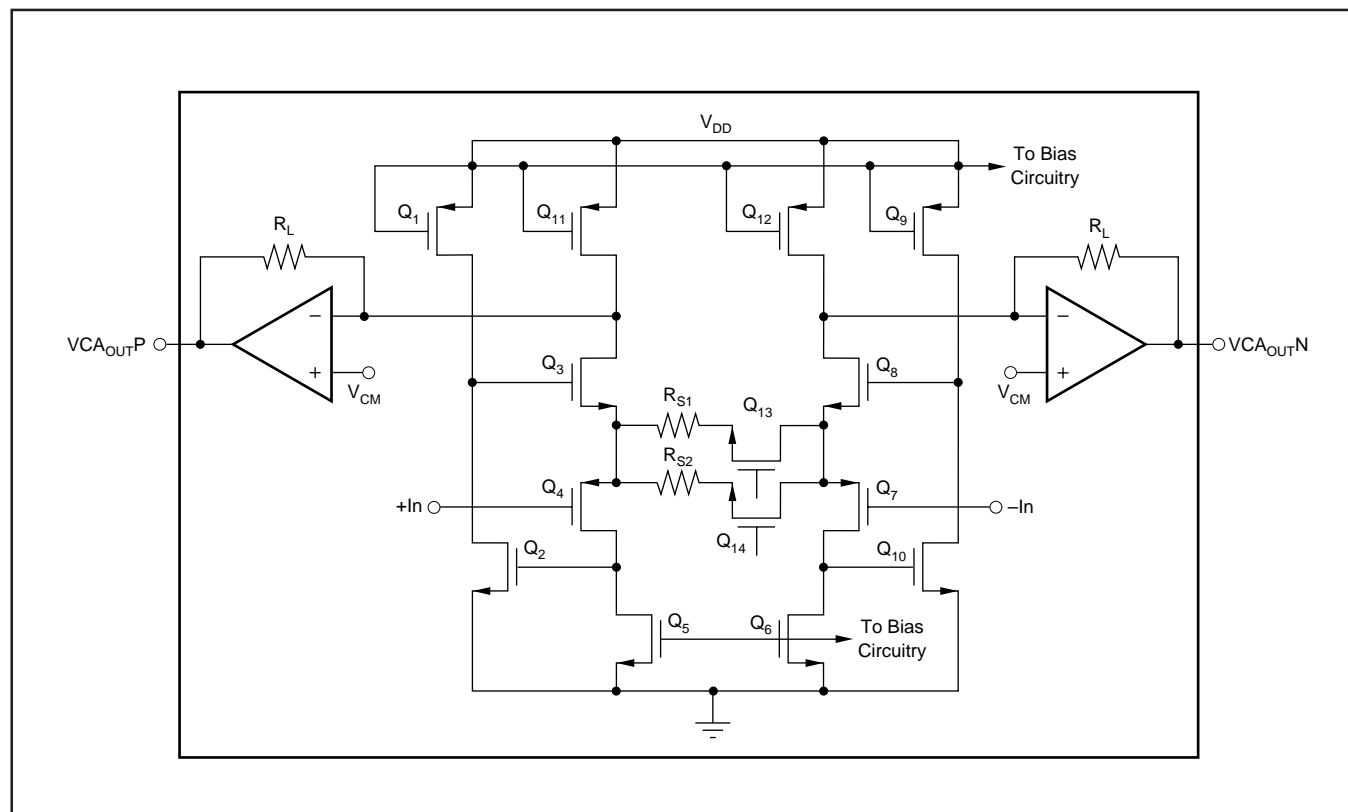 V_DD
To Bias
Circuitry
Q_1
Q_11
Q_12
Q_9
R_L
R_L
−
−
VCA_OUTP
VCA_OUTN
+
+
V_CM
V_CM
Q_3
Q_8
R_S1
Q_13
R_S2
Q_4
Q_7
+In
–In
Q_14
Q_2
Q_10
Q_5
Q_6
To Bias
Circuitry